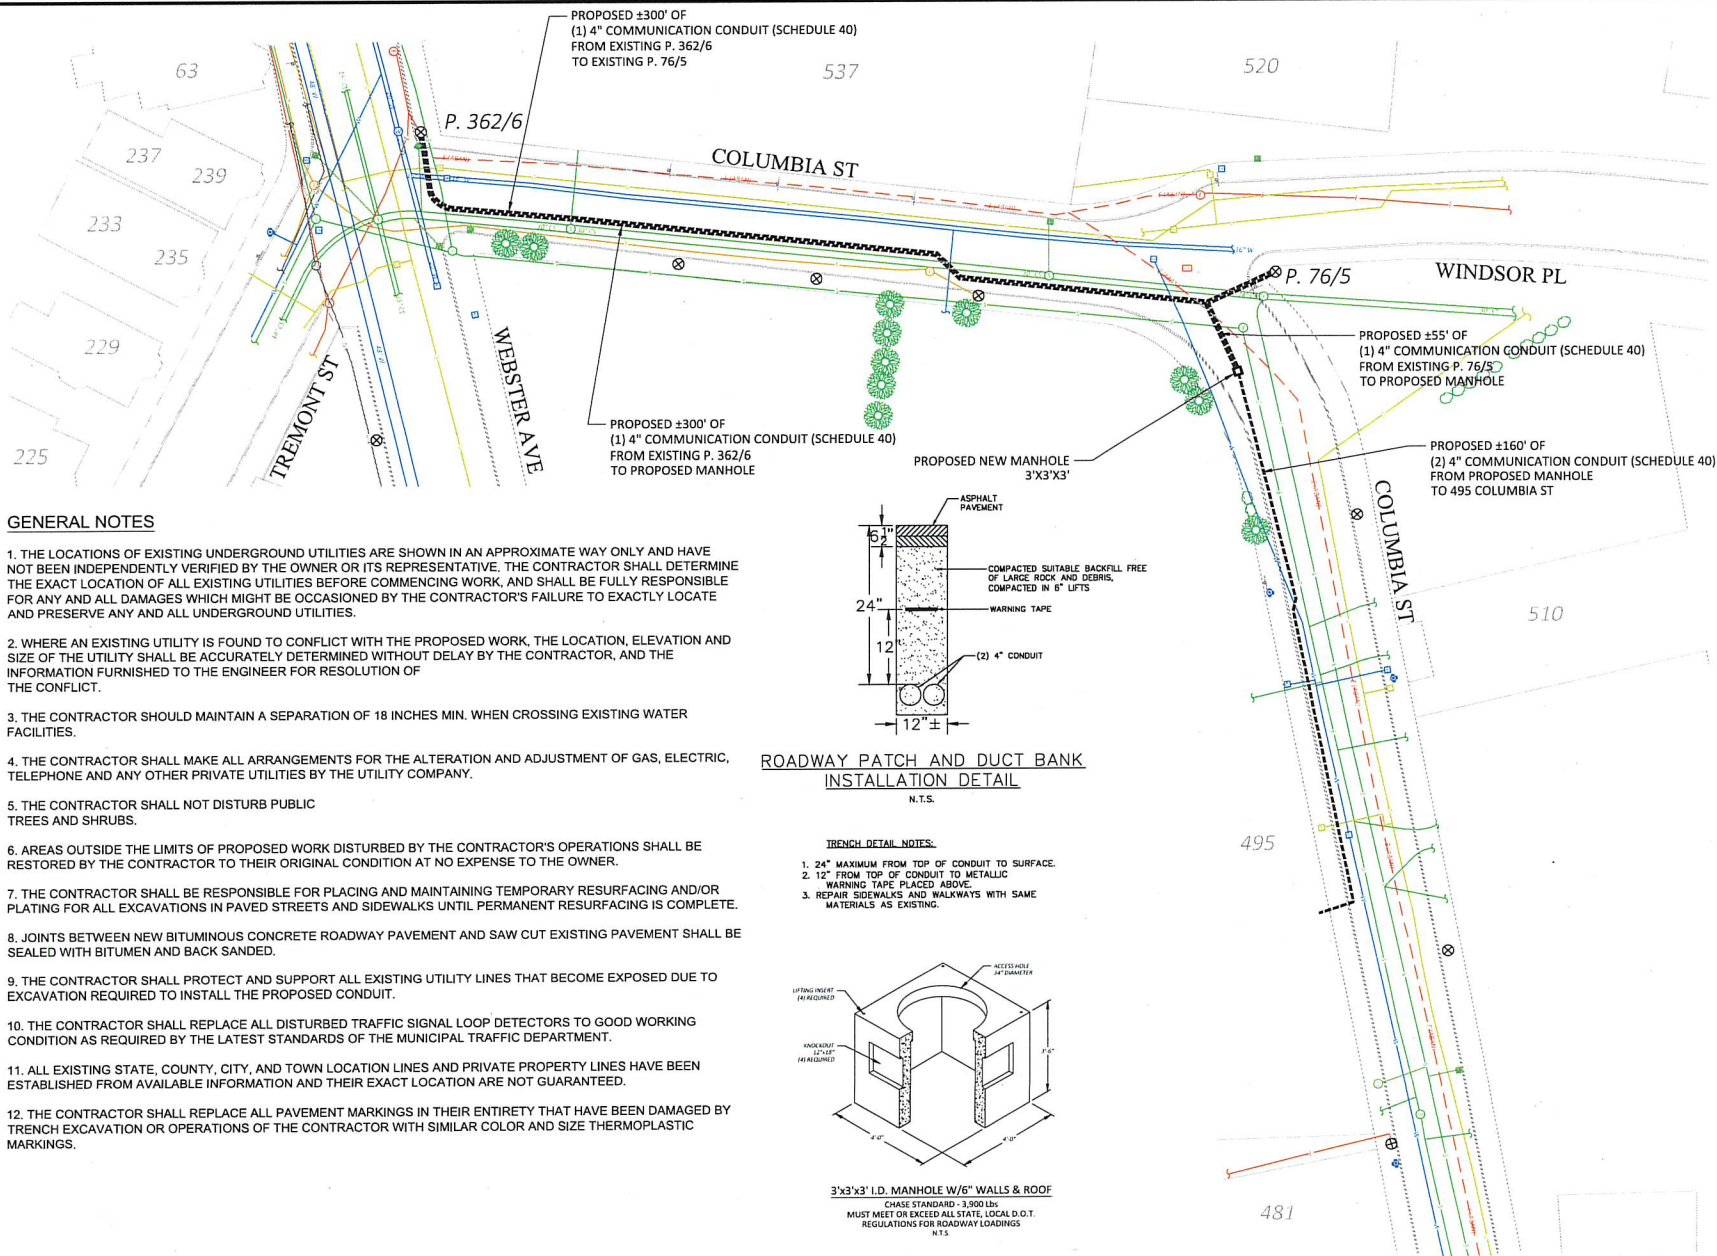 PROPOSED ±300' OF
(1) 4" COMMUNICATION CONDUIT (SCHEDULE 40)
FROM EXISTING P. 362/6
TO EXISTING P. 76/5
63
537
520
P. 362/6
COLUMBIA ST
237
239
233
235
229
225
P. 76/5
WINDSOR PL
TREMONT ST
WEBSTER AVE
PROPOSED ±55' OF
(1) 4" COMMUNICATION CONDUIT (SCHEDULE 40)
FROM EXISTING P. 76/5
TO PROPOSED MANHOLE
PROPOSED ±300' OF
(1) 4" COMMUNICATION CONDUIT (SCHEDULE 40)
FROM EXISTING P. 362/6
TO PROPOSED MANHOLE
PROPOSED NEW MANHOLE
3'X3'X3'
PROPOSED ±160' OF
(2) 4" COMMUNICATION CONDUIT (SCHEDULE 40)
FROM PROPOSED MANHOLE
TO 495 COLUMBIA ST
COLUMBIA ST
510
495
481
GENERAL NOTES
1. THE LOCATIONS OF EXISTING UNDERGROUND UTILITIES ARE SHOWN IN AN APPROXIMATE WAY ONLY AND HAVE
NOT BEEN INDEPENDENTLY VERIFIED BY THE OWNER OR ITS REPRESENTATIVE. THE CONTRACTOR SHALL DETERMINE
THE EXACT LOCATION OF ALL EXISTING UTILITIES BEFORE COMMENCING WORK, AND SHALL BE FULLY RESPONSIBLE
FOR ANY AND ALL DAMAGES WHICH MIGHT BE OCCASIONED BY THE CONTRACTOR'S FAILURE TO EXACTLY LOCATE
AND PRESERVE ANY AND ALL UNDERGROUND UTILITIES.
2. WHERE AN EXISTING UTILITY IS FOUND TO CONFLICT WITH THE PROPOSED WORK, THE LOCATION, ELEVATION AND
SIZE OF THE UTILITY SHALL BE ACCURATELY DETERMINED WITHOUT DELAY BY THE CONTRACTOR, AND THE
INFORMATION FURNISHED TO THE ENGINEER FOR RESOLUTION OF
THE CONFLICT.
3. THE CONTRACTOR SHOULD MAINTAIN A SEPARATION OF 18 INCHES MIN. WHEN CROSSING EXISTING WATER
FACILITIES.
4. THE CONTRACTOR SHALL MAKE ALL ARRANGEMENTS FOR THE ALTERATION AND ADJUSTMENT OF GAS, ELECTRIC,
TELEPHONE AND ANY OTHER PRIVATE UTILITIES BY THE UTILITY COMPANY.
5. THE CONTRACTOR SHALL NOT DISTURB PUBLIC
TREES AND SHRUBS.
6. AREAS OUTSIDE THE LIMITS OF PROPOSED WORK DISTURBED BY THE CONTRACTOR'S OPERATIONS SHALL BE
RESTORED BY THE CONTRACTOR TO THEIR ORIGINAL CONDITION AT NO EXPENSE TO THE OWNER.
7. THE CONTRACTOR SHALL BE RESPONSIBLE FOR PLACING AND MAINTAINING TEMPORARY RESURFACING AND/OR
PLATING FOR ALL EXCAVATIONS IN PAVED STREETS AND SIDEWALKS UNTIL PERMANENT RESURFACING IS COMPLETE.
8. JOINTS BETWEEN NEW BITUMINOUS CONCRETE ROADWAY PAVEMENT AND SAW CUT EXISTING PAVEMENT SHALL BE
SEALED WITH BITUMEN AND BACK SANDED.
9. THE CONTRACTOR SHALL PROTECT AND SUPPORT ALL EXISTING UTILITY LINES THAT BECOME EXPOSED DUE TO
EXCAVATION REQUIRED TO INSTALL THE PROPOSED CONDUIT.
10. THE CONTRACTOR SHALL REPLACE ALL DISTURBED TRAFFIC SIGNAL LOOP DETECTORS TO GOOD WORKING
CONDITION AS REQUIRED BY THE LATEST STANDARDS OF THE MUNICIPAL TRAFFIC DEPARTMENT.
11. ALL EXISTING STATE, COUNTY, CITY, AND TOWN LOCATION LINES AND PRIVATE PROPERTY LINES HAVE BEEN
ESTABLISHED FROM AVAILABLE INFORMATION AND THEIR EXACT LOCATION ARE NOT GUARANTEED.
12. THE CONTRACTOR SHALL REPLACE ALL PAVEMENT MARKINGS IN THEIR ENTIRETY THAT HAVE BEEN DAMAGED BY
TRENCH EXCAVATION OR OPERATIONS OF THE CONTRACTOR WITH SIMILAR COLOR AND SIZE THERMOPLASTIC
MARKINGS.
ASPHALT
PAVEMENT
6 1/2"
COMPACTED SUITABLE BACKFILL FREE
OF LARGE ROCK AND DEBRIS,
COMPACTED IN 6" LIFTS
24"
WARNING TAPE
12"
(2) 4" CONDUIT
12"±
ROADWAY PATCH AND DUCT BANK
INSTALLATION DETAIL
N.T.S.
TRENCH DETAIL NOTES:
1. 24" MAXIMUM FROM TOP OF CONDUIT TO SURFACE.
2. 12" FROM TOP OF CONDUIT TO METALLIC
WARNING TAPE PLACED ABOVE.
3. REPAIR SIDEWALKS AND WALKWAYS WITH SAME
MATERIALS AS EXISTING.
ACCESS HOLE
34" DIAMETER
LIFTING INSERT
(4) REQUIRED
KNOCKOUT
12"x18"
(4) REQUIRED
3'-6"
4'-0"
4'-0"
3'x3'x3' I.D. MANHOLE W/6" WALLS & ROOF
CHASE STANDARD - 3,900 Lbs
MUST MEET OR EXCEED ALL STATE, LOCAL D.O.T.
REGULATIONS FOR ROADWAY LOADINGS
N.T.S.